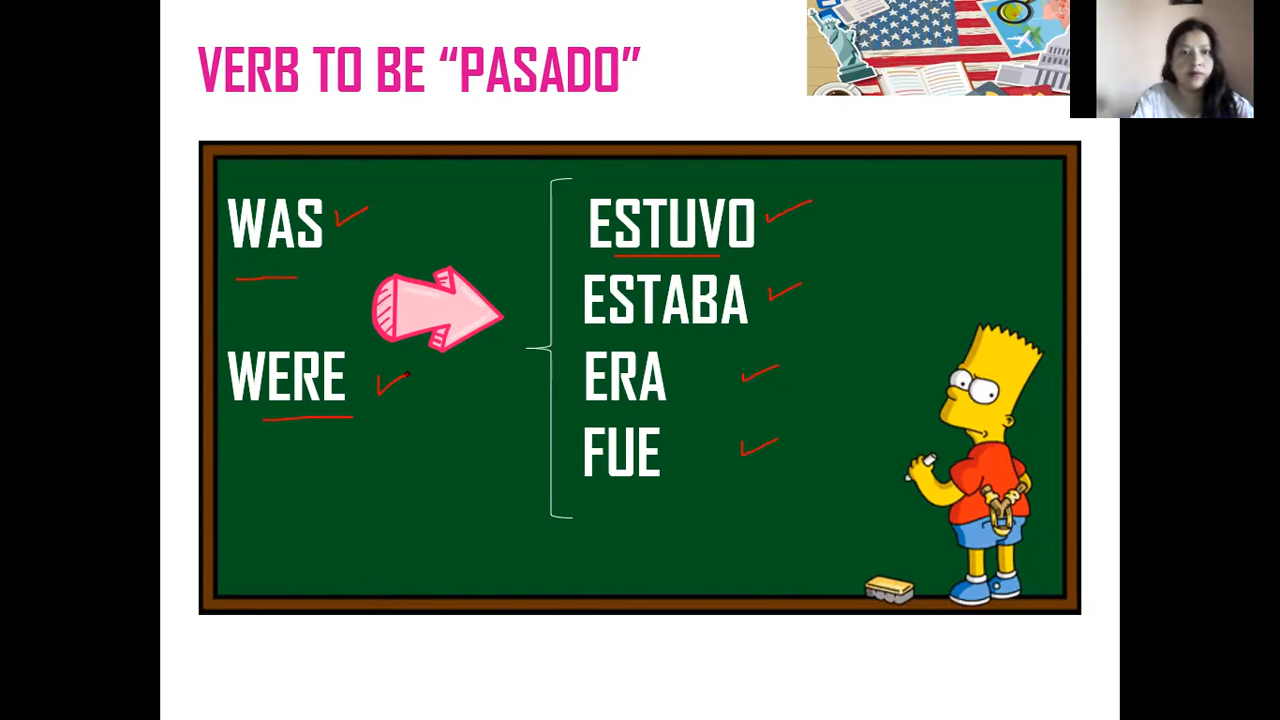 VERB TO BE “PASADO”
WAS
WERE
ESTUVO
ESTABA
ERA
FUE